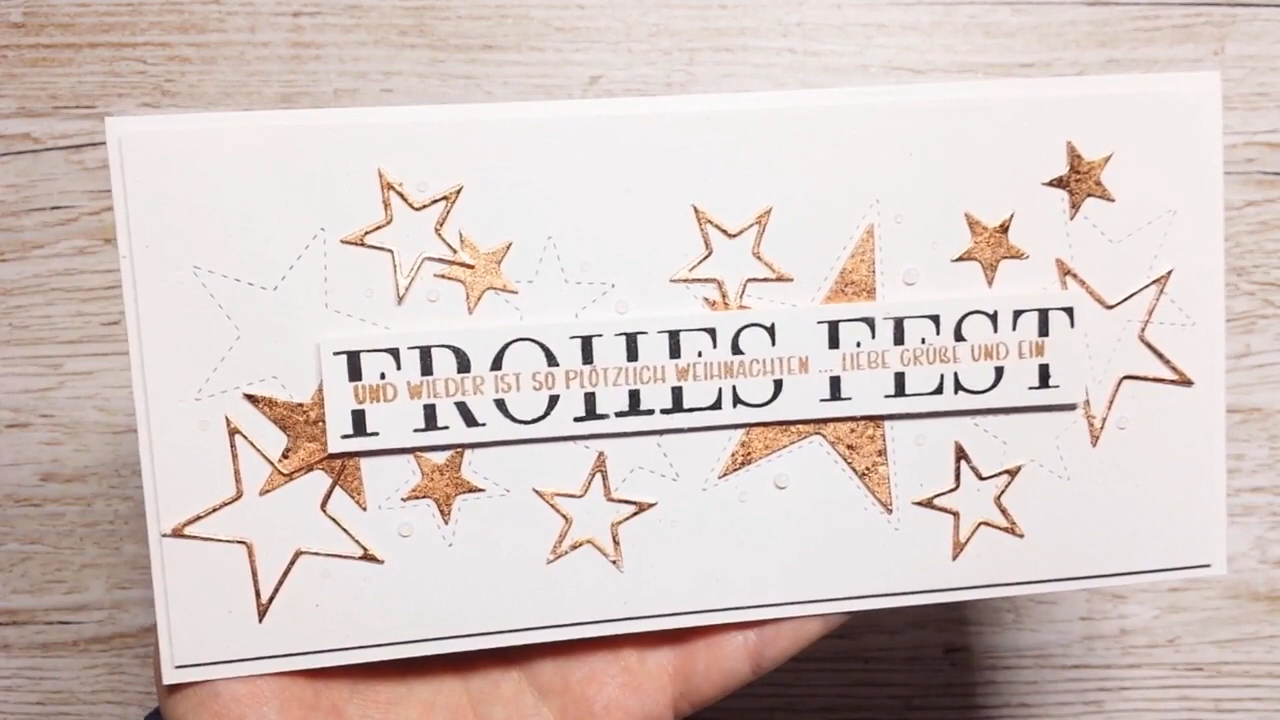 UND WIEDER IST SO PLÖTZLICH WEIHNACHTEN ... LIEBE GRÜßE UND EIN
FROHES FEST